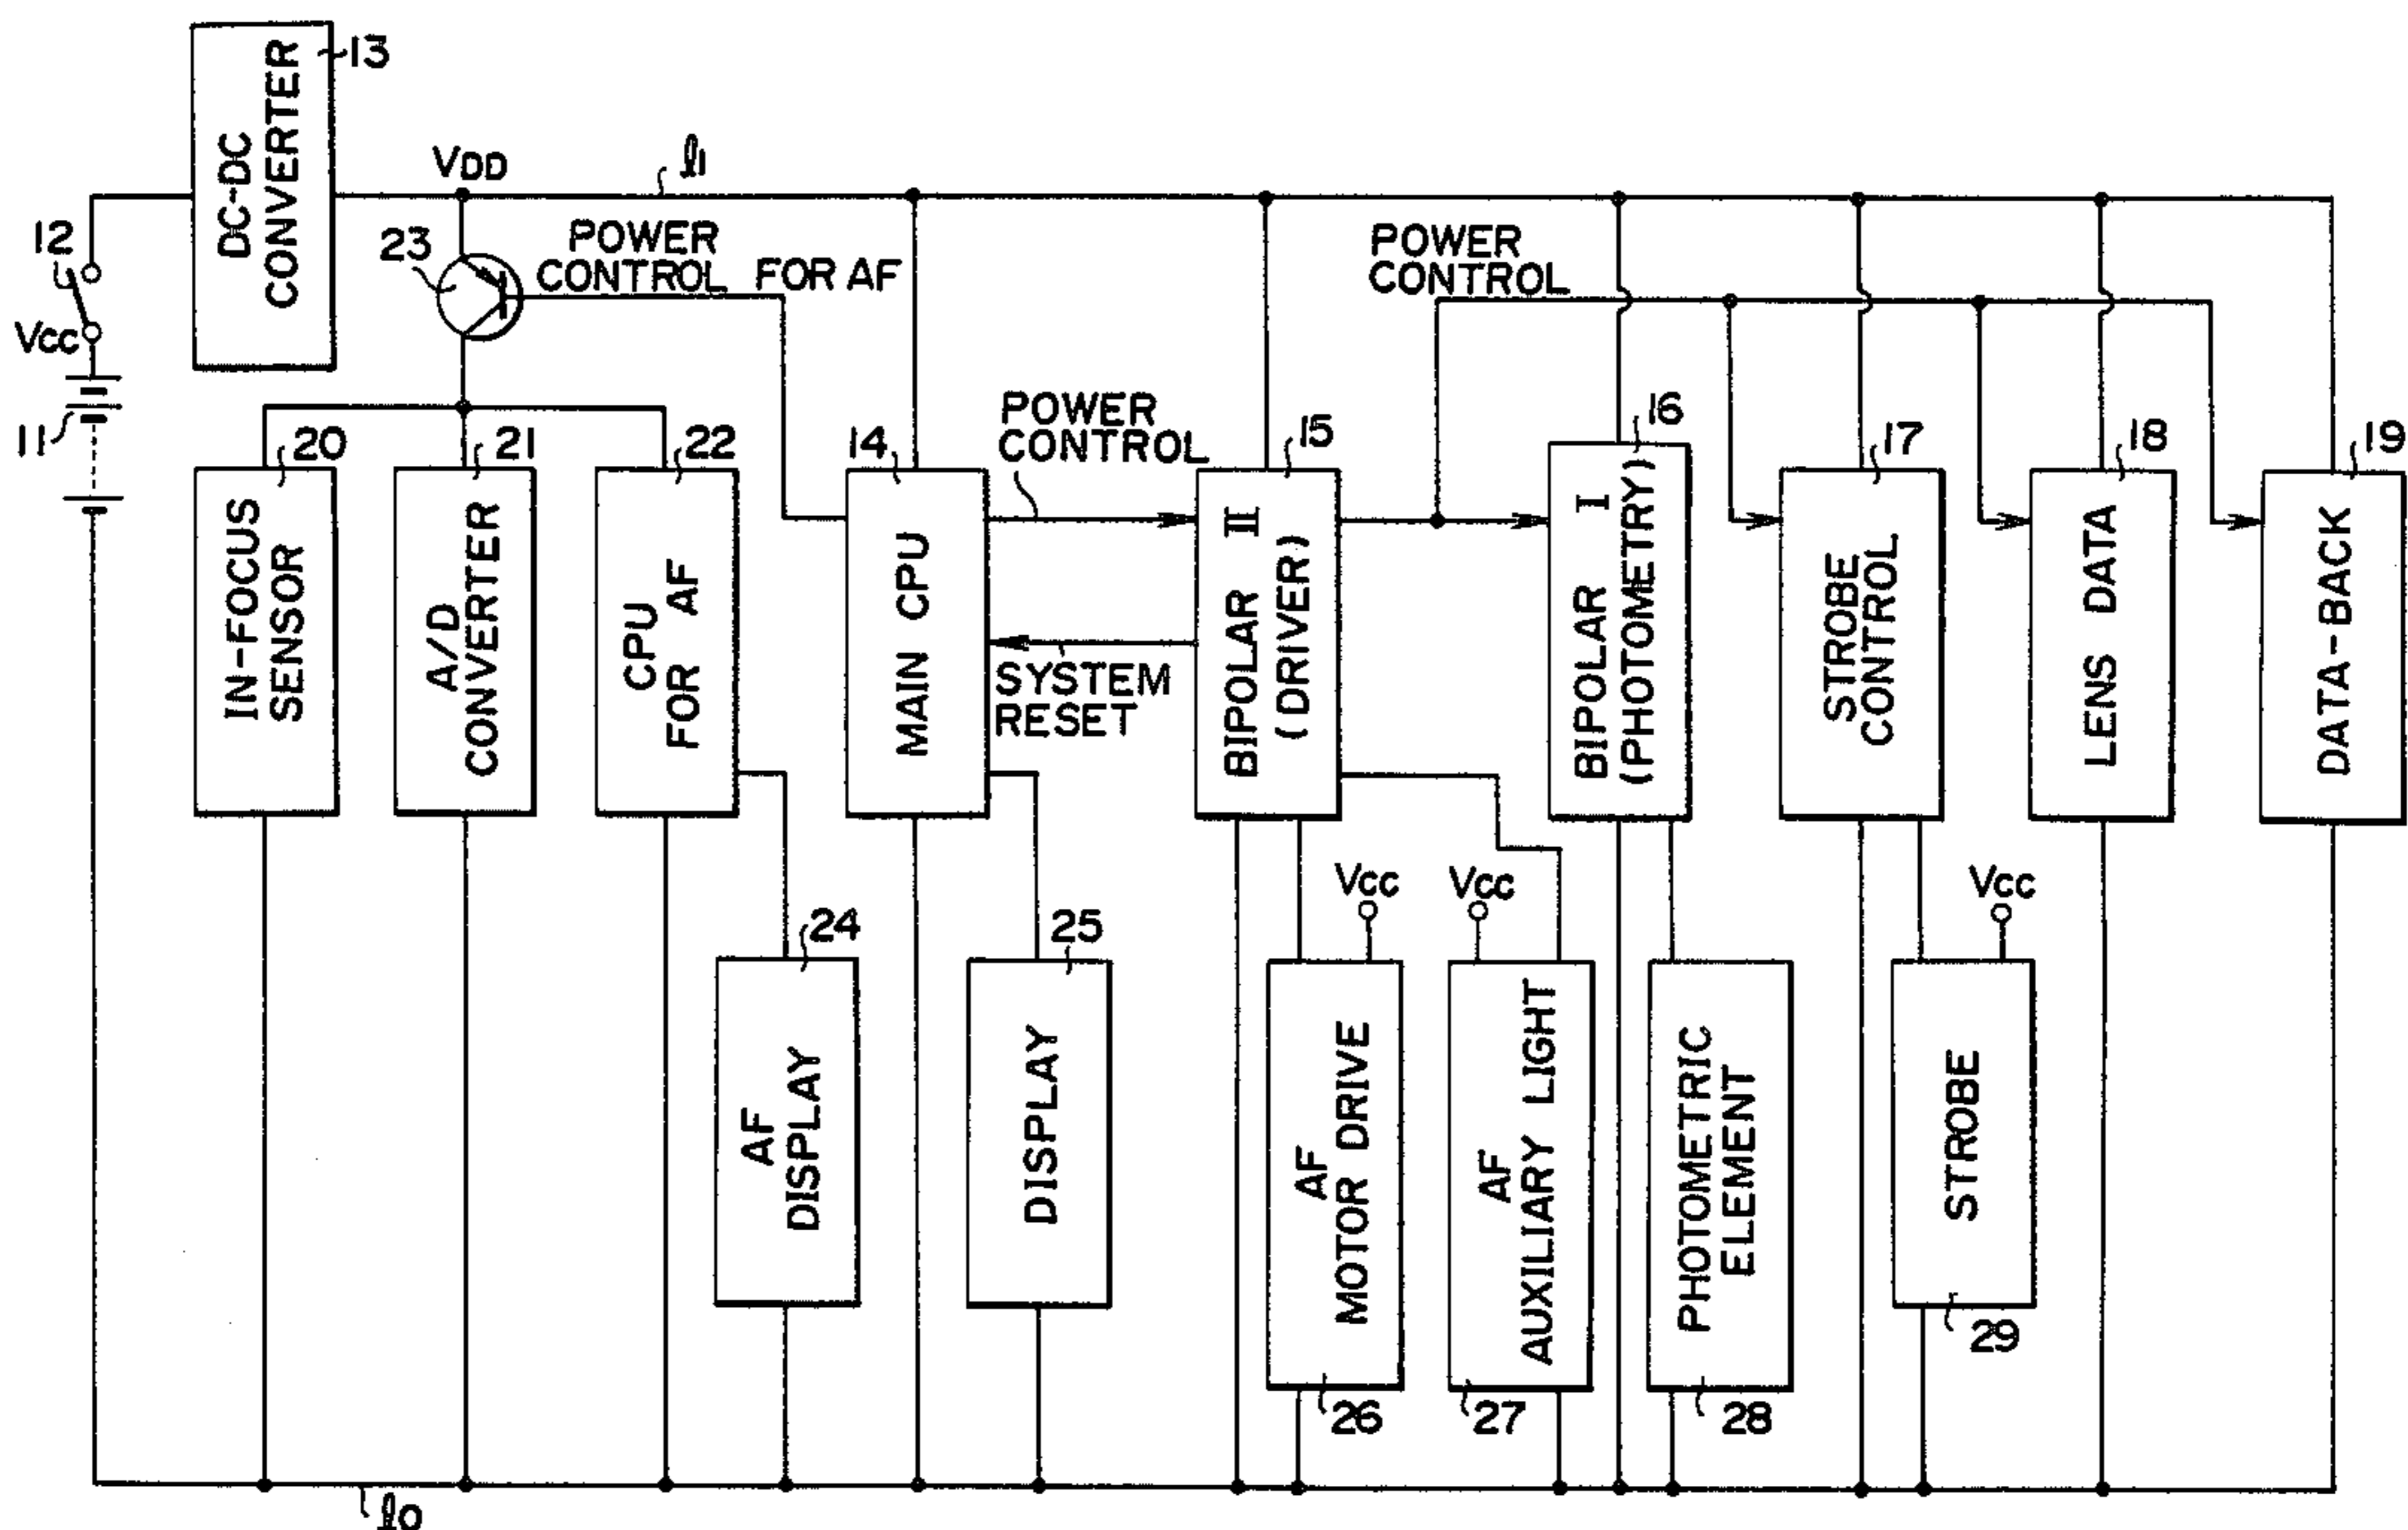 13
DC-DC
CONVERTER
VDD
l1
12
VCC
11
23
POWER
CONTROL FOR AF
POWER
CONTROL
POWER
CONTROL
20
21
22
14
15
16
17
18
19
IN-FOCUS
SENSOR
A/D
CONVERTER
CPU
FOR AF
MAIN CPU
SYSTEM
RESET
BIPOLAR II
(DRIVER)
BIPOLAR I
(PHOTOMETRY)
STROBE
CONTROL
LENS DATA
DATA-BACK
VCC
VCC
VCC
24
25
AF
DISPLAY
DISPLAY
AF
MOTOR DRIVE
AF
AUXILIARY LIGHT
PHOTOMETRIC
ELEMENT
STROBE
29
26
27
28
l0